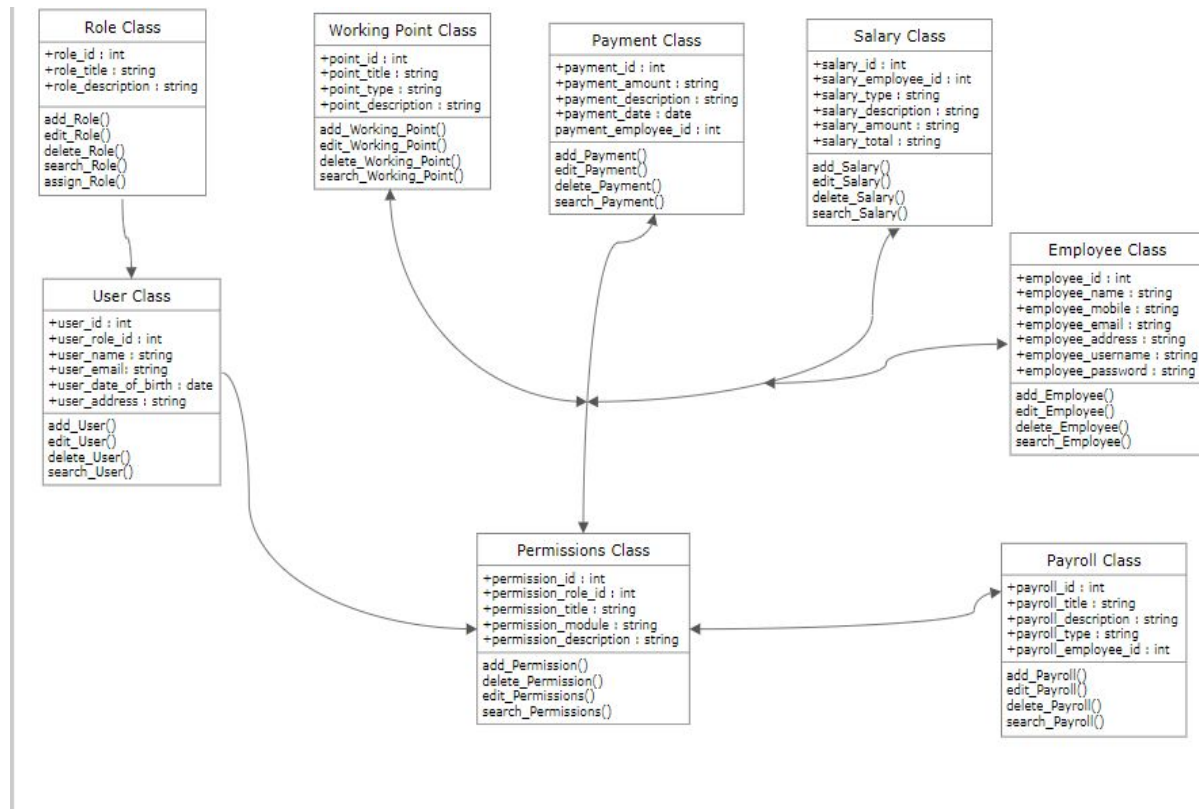 Role Class
+role_id : int
+role_title : string
+role_description : string
add_Role()
edit_Role()
delete_Role()
search_Role()
assign_Role()
Working Point Class
+point_id : int
+point_title : string
+point_type : string
+point_description : string
add_Working_Point()
edit_Working_Point()
delete_Working_Point()
search_Working_Point()
Payment Class
+payment_id : int
+payment_amount : string
+payment_description : string
+payment_date : date
payment_employee_id : int
add_Payment()
edit_Payment()
delete_Payment()
search_Payment()
Salary Class
+salary_id : int
+salary_employee_id : int
+salary_type : string
+salary_description : string
+salary_amount : string
+salary_total : string
add_Salary()
edit_Salary()
delete_Salary()
search_Salary()
Employee Class
+employee_id : int
+employee_name : string
+employee_mobile : string
+employee_email : string
+employee_address : string
+employee_username : string
+employee_password : string
add_Employee()
edit_Employee()
delete_Employee()
search_Employee()
User Class
+user_id : int
+user_role_id : int
+user_name : string
+user_email: string
+user_date_of_birth : date
+user_address : string
add_User()
edit_User()
delete_User()
search_User()
Permissions Class
+permission_id : int
+permission_role_id : int
+permission_title : string
+permission_module : string
+permission_description : string
add_Permission()
delete_Permission()
edit_Permissions()
search_Permissions()
Payroll Class
+payroll_id : int
+payroll_title : string
+payroll_description : string
+payroll_type : string
+payroll_employee_id : int
add_Payroll()
edit_Payroll()
delete_Payroll()
search_Payroll()